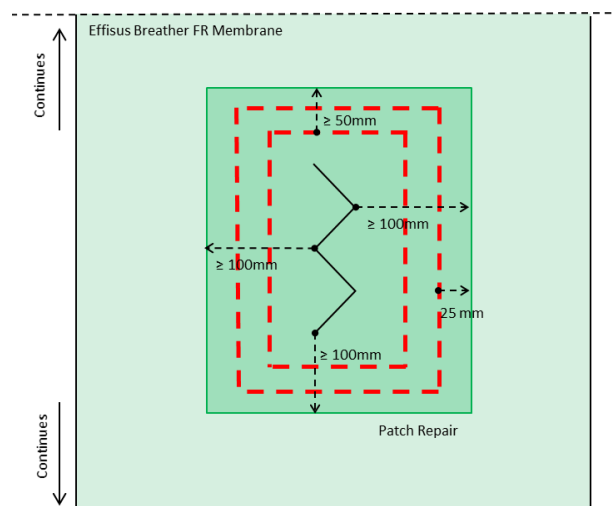 Effisus Breather FR Membrane
Continues
≥ 50mm
≥ 100mm
≥ 100mm
25 mm
≥ 100mm
Patch Repair
Continues